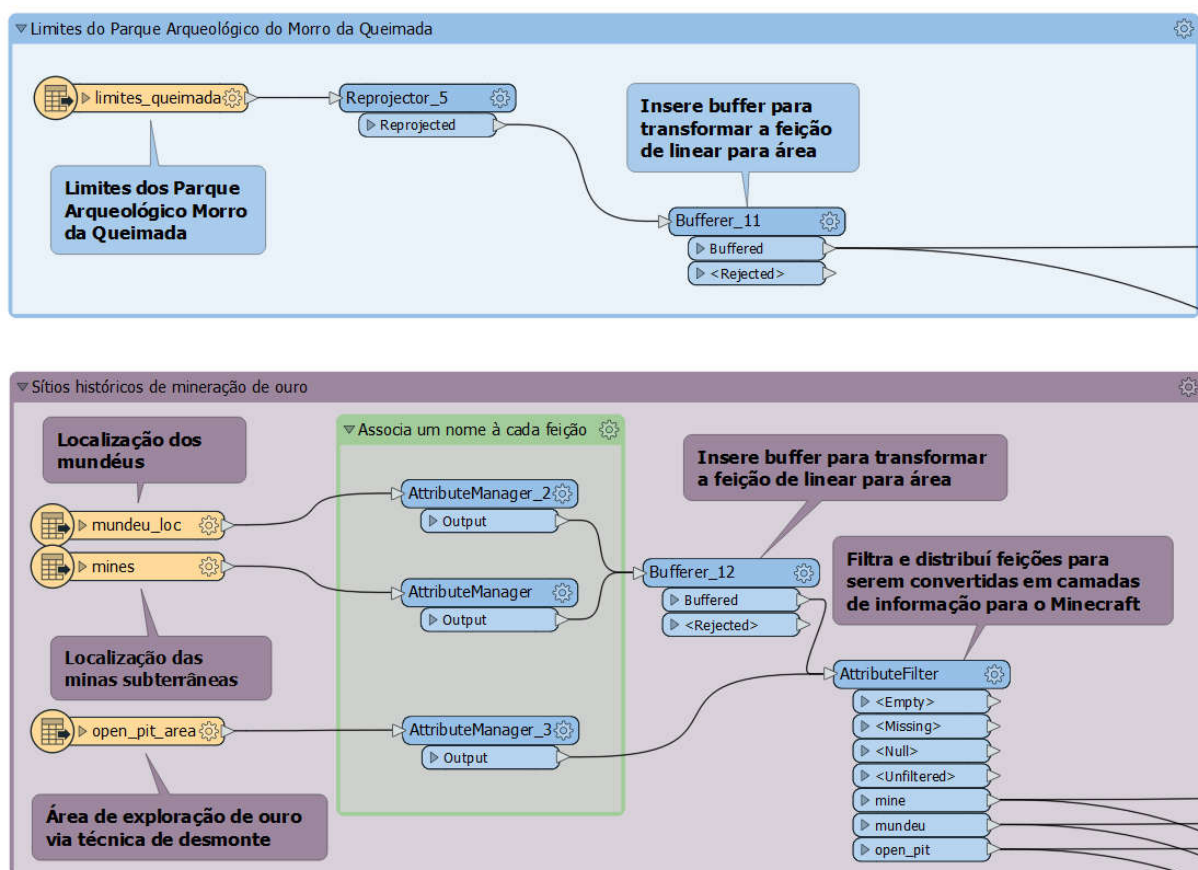 Limites do Parque Arqueológico do Morro da Queimada
limites_queimada
Reprojector_5
Reprojected
Insere buffer para
transformar a feição
de linear para área
Limites dos Parque
Arqueológico Morro
da Queimada
Bufferer_11
Buffered
<Rejected>
Sítios históricos de mineração de ouro
Localização dos
mundéus
Associa um nome à cada feição
Insere buffer para transformar
a feição de linear para área
mundeu_loc
AttributeManager_2
Output
mines
AttributeManager
Output
Bufferer_12
Buffered
<Rejected>
Filtra e distribuí feições para
serem convertidas em camadas
de informação para o Minecraft
Localização das
minas subterrâneas
open_pit_area
AttributeManager_3
Output
AttributeFilter
<Empty>
<Missing>
<Null>
<Unfiltered>
mine
mundeu
open_pit
Área de exploração de ouro
via técnica de desmonte